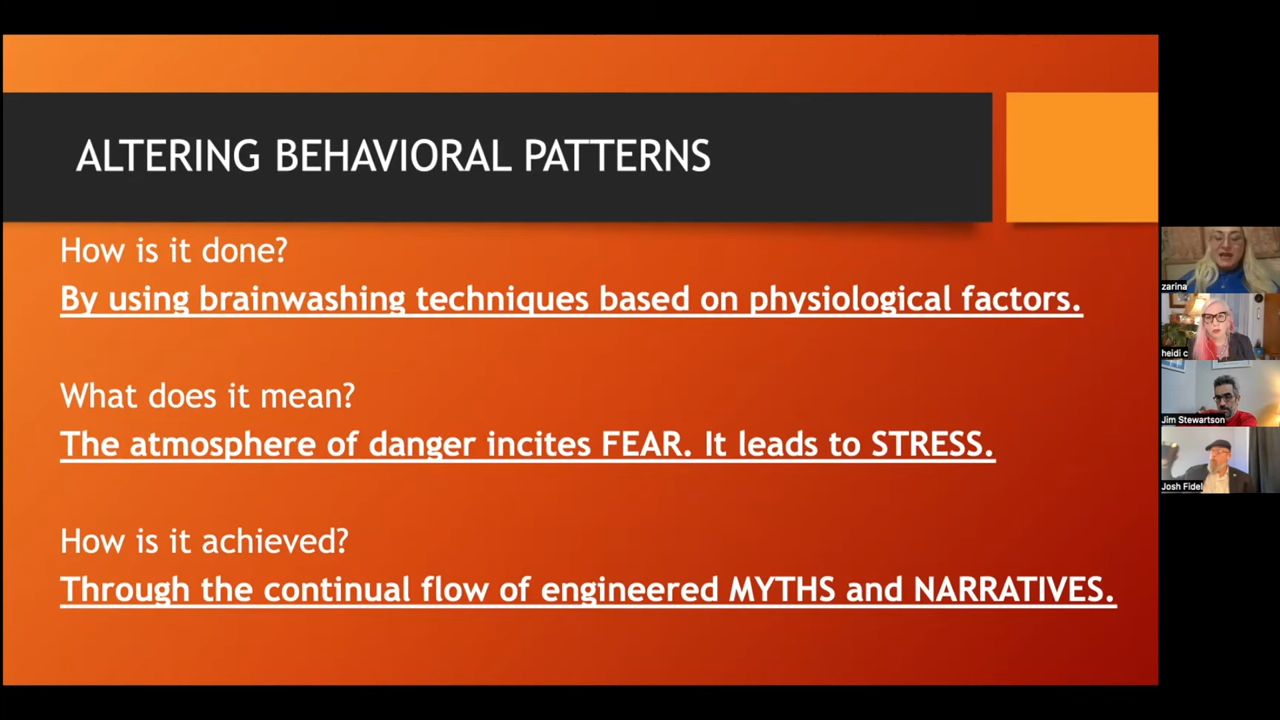 ALTERING BEHAVIORAL PATTERNS
How is it done?
By using brainwashing techniques based on physiological factors.
What does it mean?
The atmosphere of danger incites FEAR. It leads to STRESS.
How is it achieved?
Through the continual flow of engineered MYTHS and NARRATIVES.
zarina
heidi c
Jim Stewartson
Josh Fidel